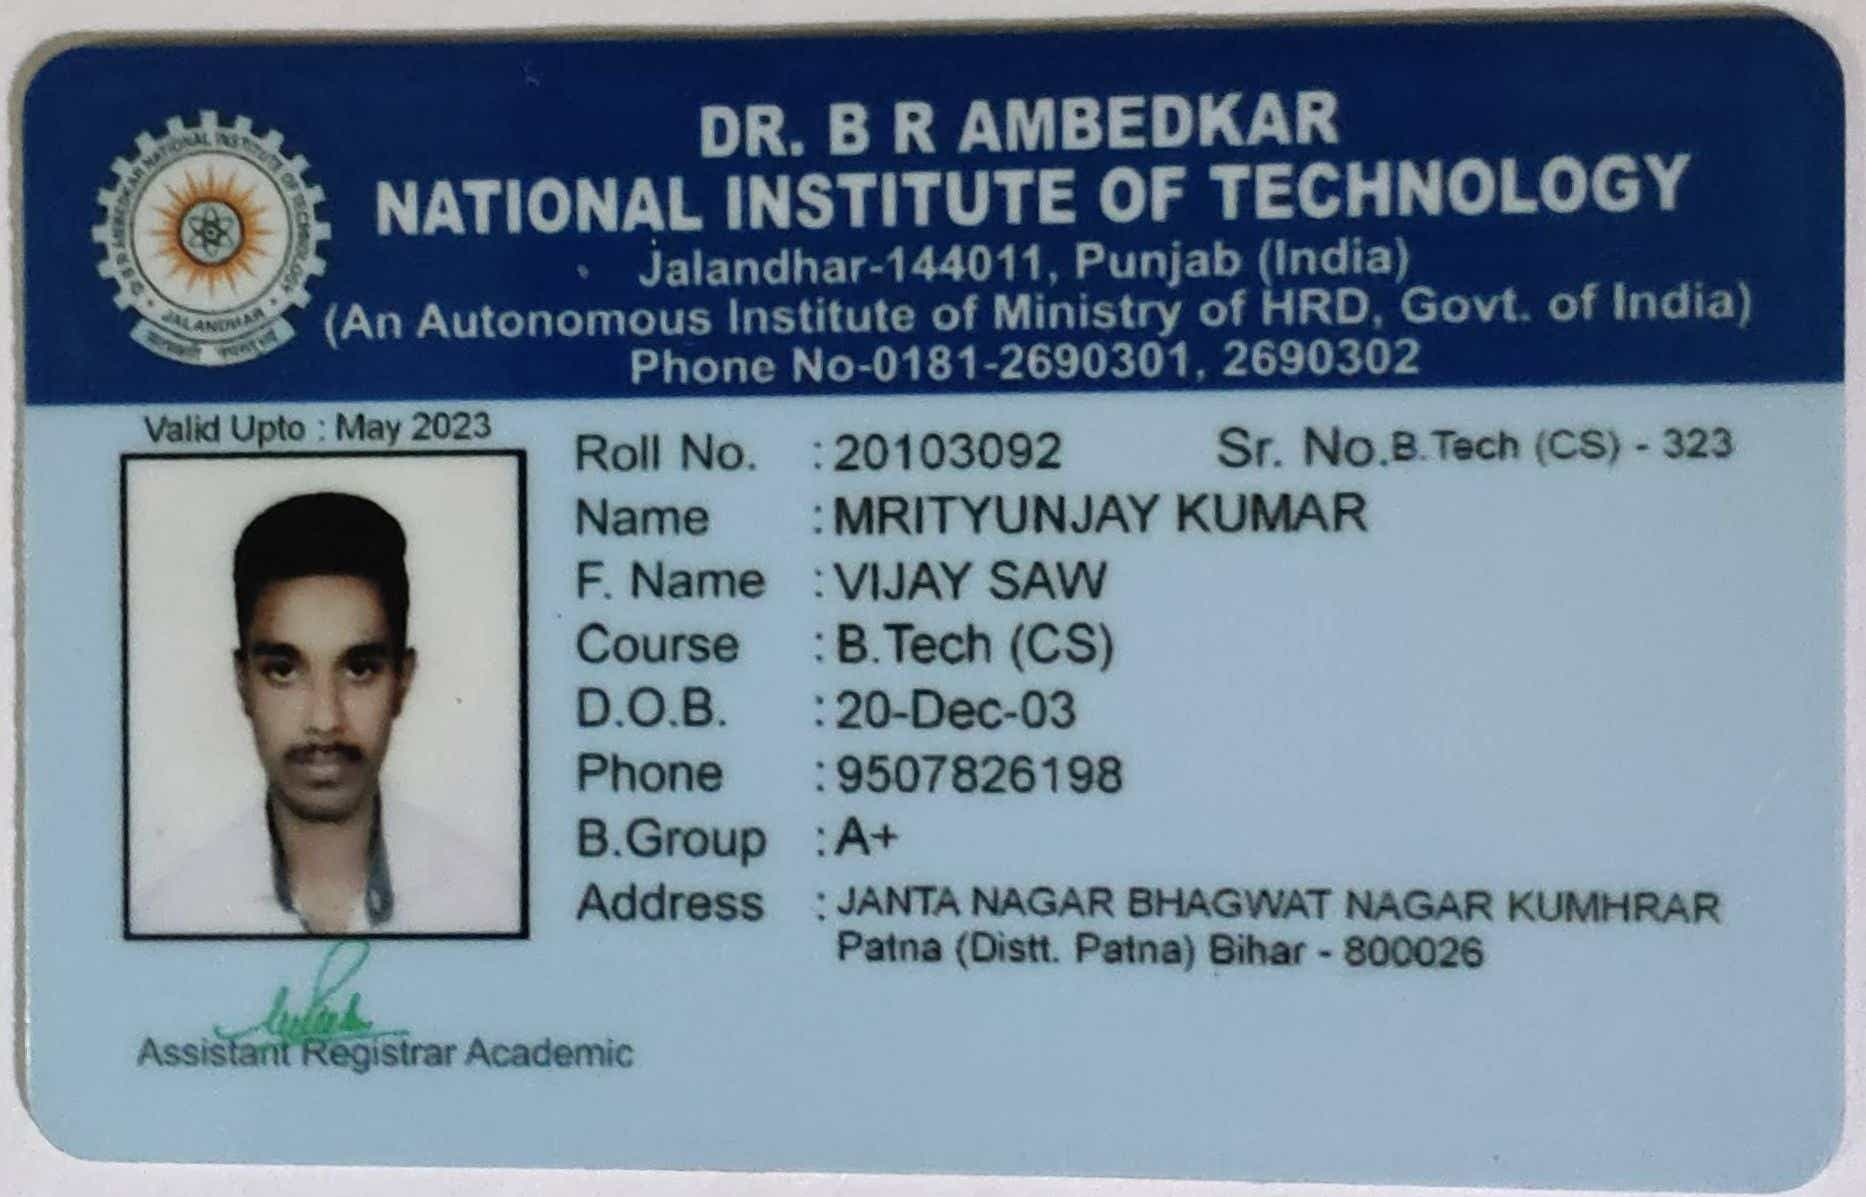 DR. B R AMBEDKAR
NATIONAL INSTITUTE OF TECHNOLOGY
Jalandhar-144011, Punjab (India)
(An Autonomous Institute of Ministry of HRD, Govt. of India)
Phone No-0181-2690301, 2690302
JALANDHAR
Valid Upto : May 2023
Roll No. : 20103092 Sr. No. B.Tech (CS) - 323
Name : MRITYUNJAY KUMAR
F. Name : VIJAY SAW
Course : B.Tech (CS)
D.O.B. : 20-Dec-03
Phone : 9507826198
B.Group : A+
Address : JANTA NAGAR BHAGWAT NAGAR KUMHRAR
Patna (Distt. Patna) Bihar - 800026
Assistant Registrar Academic